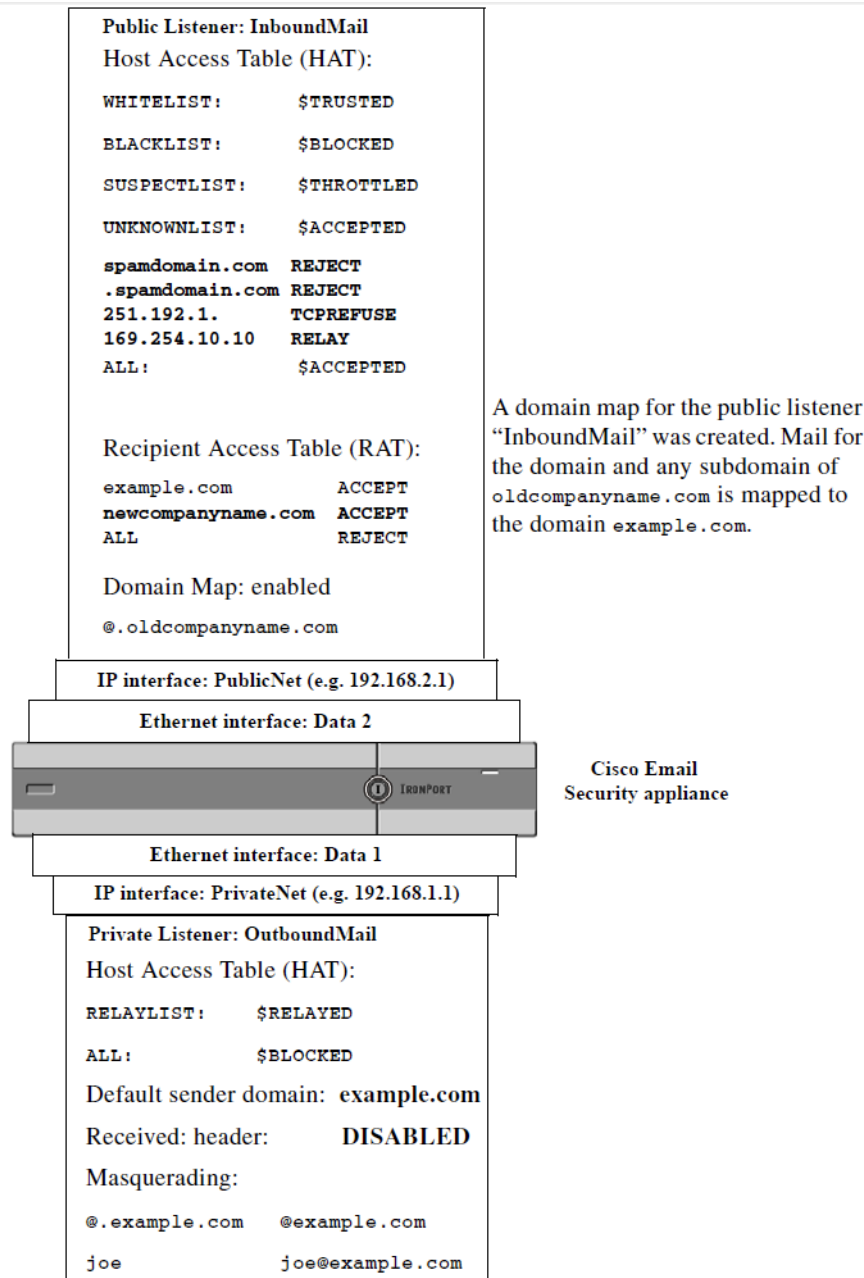 Public Listener: InboundMail
Host Access Table (HAT):
WHITELIST: $TRUSTED
BLACKLIST: $BLOCKED
SUSPECTLIST: $THROTTLED
UNKNOWNLIST: $ACCEPTED
spamdomain.com REJECT
.spamdomain.com REJECT
251.192.1. TCPREFUSE
169.254.10.10 RELAY
ALL: $ACCEPTED
Recipient Access Table (RAT):
example.com ACCEPT
newcompanyname.com ACCEPT
ALL REJECT
Domain Map: enabled
@.oldcompanyname.com
A domain map for the public listener
“InboundMail” was created. Mail for
the domain and any subdomain of
oldcompanyname.com is mapped to
the domain example.com.
IP interface: PublicNet (e.g. 192.168.2.1)
Ethernet interface: Data 2
IRONPORT
Cisco Email
Security appliance
Ethernet interface: Data 1
IP interface: PrivateNet (e.g. 192.168.1.1)
Private Listener: OutboundMail
Host Access Table (HAT):
RELAYLIST: $RELAYED
ALL: $BLOCKED
Default sender domain: example.com
Received: header: DISABLED
Masquerading:
@.example.com @example.com
joe joe@example.com